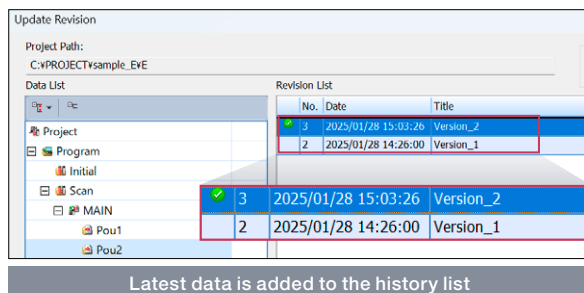 Update Revision
Project Path:
C:¥PROJECT¥sample_E¥E
Data List
Revision List
No. Date Title
3 2025/01/28 15:03:26 Version_2
2 2025/01/28 14:26:00 Version_1
Project
Program
Initial
Scan
MAIN
Pou1
Pou2
3 2025/01/28 15:03:26 Version_2
2 2025/01/28 14:26:00 Version_1
Latest data is added to the history list